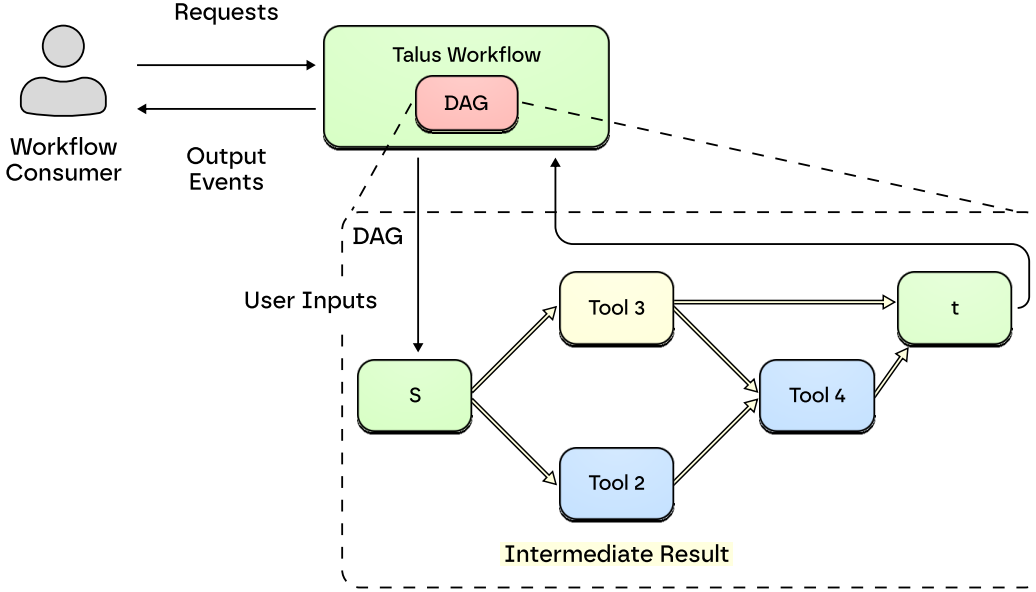 Requests
Talus Workflow
DAG
Workflow
Consumer
Output
Events
DAG
User Inputs
Tool 3
t
S
Tool 4
Tool 2
Intermediate Result